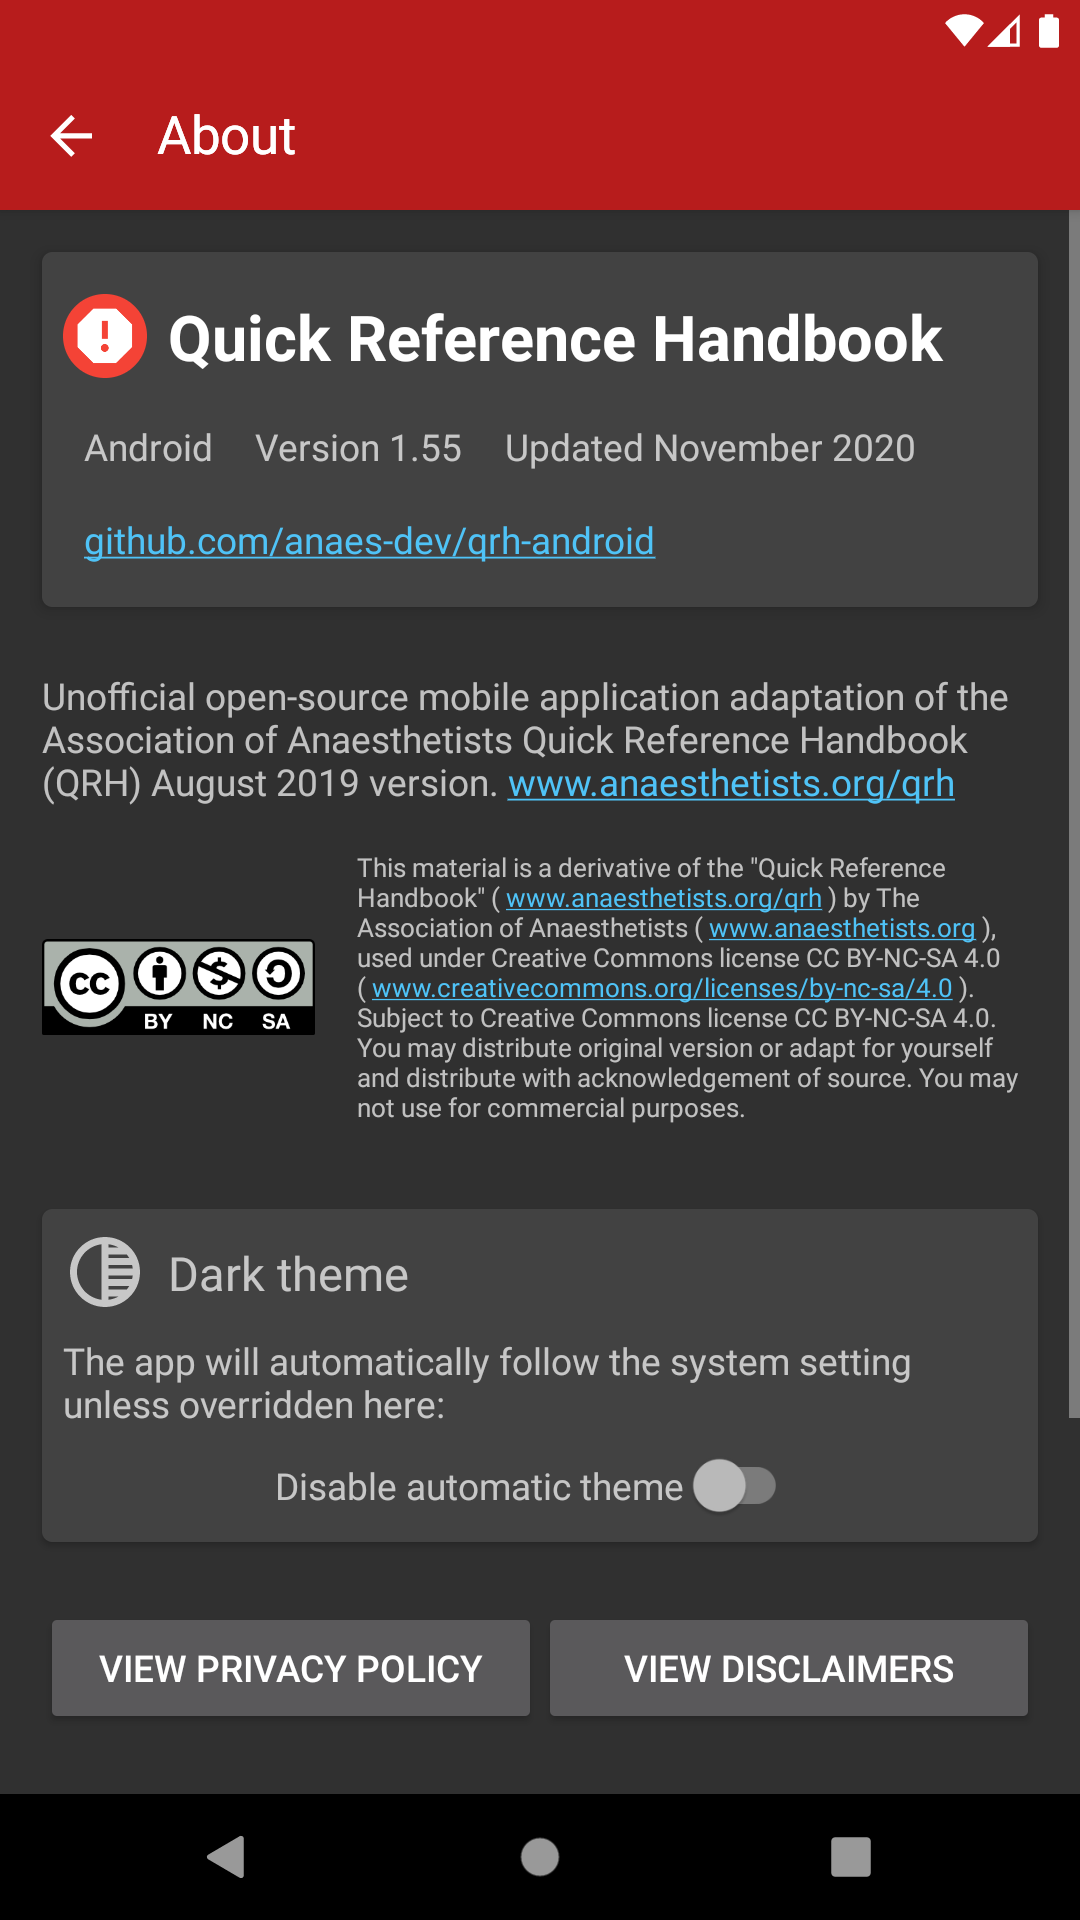 About
Quick Reference Handbook
Android Version 1.55 Updated November 2020
github.com/anaes-dev/qrh-android
Unofficial open-source mobile application adaptation of the
Association of Anaesthetists Quick Reference Handbook
(QRH) August 2019 version. www.anaesthetists.org/qrh
This material is a derivative of the "Quick Reference
Handbook" ( www.anaesthetists.org/qrh ) by The
Association of Anaesthetists ( www.anaesthetists.org ),
used under Creative Commons license CC BY-NC-SA 4.0
( www.creativecommons.org/licenses/by-nc-sa/4.0 ).
Subject to Creative Commons license CC BY-NC-SA 4.0.
You may distribute original version or adapt for yourself
and distribute with acknowledgement of source. You may
not use for commercial purposes.
cc
BY NC SA
Dark theme
The app will automatically follow the system setting
unless overridden here:
Disable automatic theme
VIEW PRIVACY POLICY
VIEW DISCLAIMERS